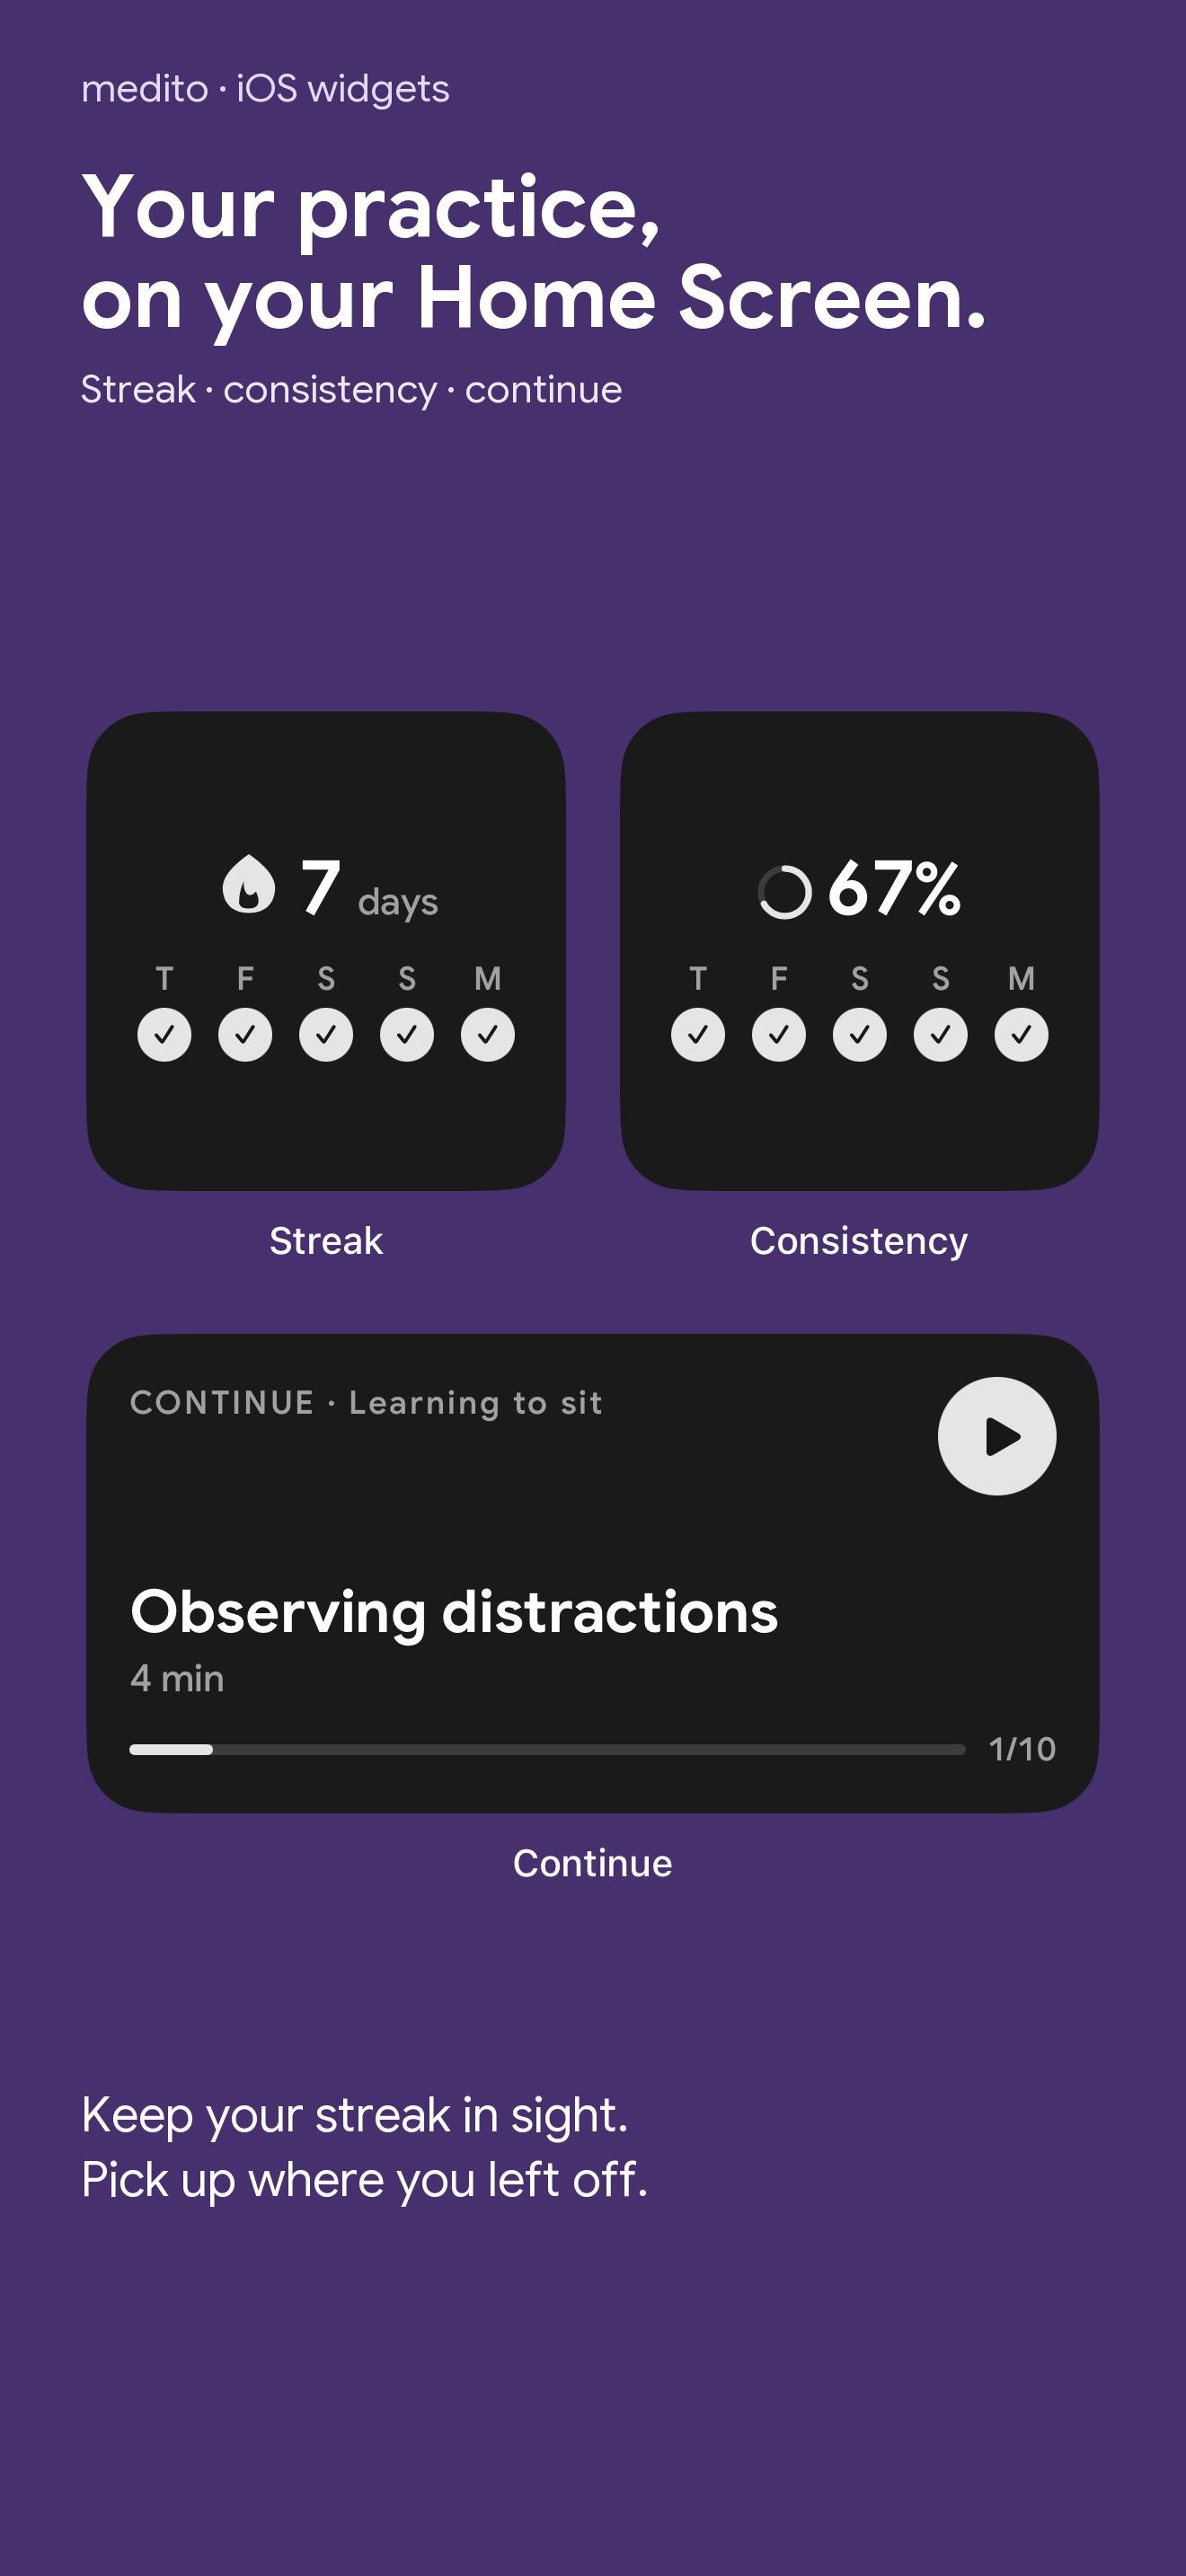 medito · iOS widgets
Your practice,
on your Home Screen.
Streak · consistency · continue
7 days
T F S S M
Streak
67%
T F S S M
Consistency
CONTINUE · Learning to sit
Observing distractions
4 min
1/10
Continue
Keep your streak in sight.
Pick up where you left off.